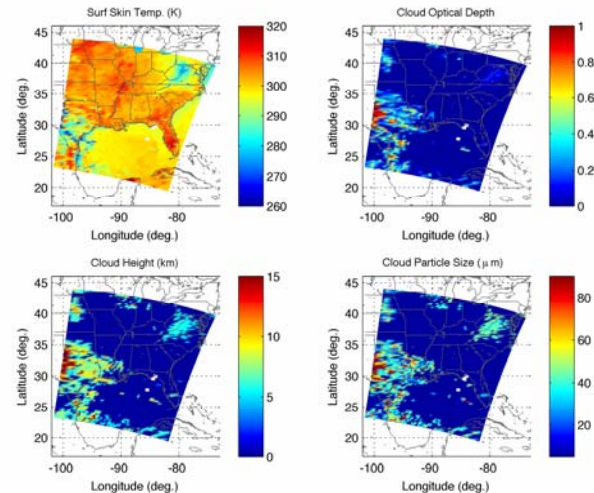 Surf Skin Temp. (K)
45
40
35
30
25
20
-100 -90 -80
Latitude (deg.)
Longitude (deg.)
320
310
300
290
280
270
260
Cloud Optical Depth
45
40
35
30
25
20
-100 -90 -80
Latitude (deg.)
Longitude (deg.)
1
0.8
0.6
0.4
0.2
0
Cloud Height (km)
45
40
35
30
25
20
-100 -90 -80
Latitude (deg.)
Longitude (deg.)
15
10
5
0
Cloud Particle Size (μ m)
45
40
35
30
25
20
-100 -90 -80
Latitude (deg.)
Longitude (deg.)
80
60
40
20